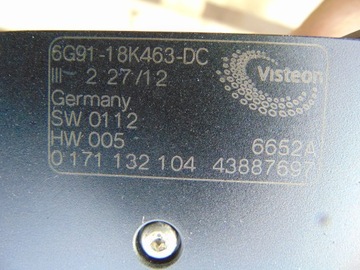 6G91-18K463-DC
Visteon
III~ 2 27/12
Germany
SW 0112
HW 005 6652A
0 171 132 104 43887697